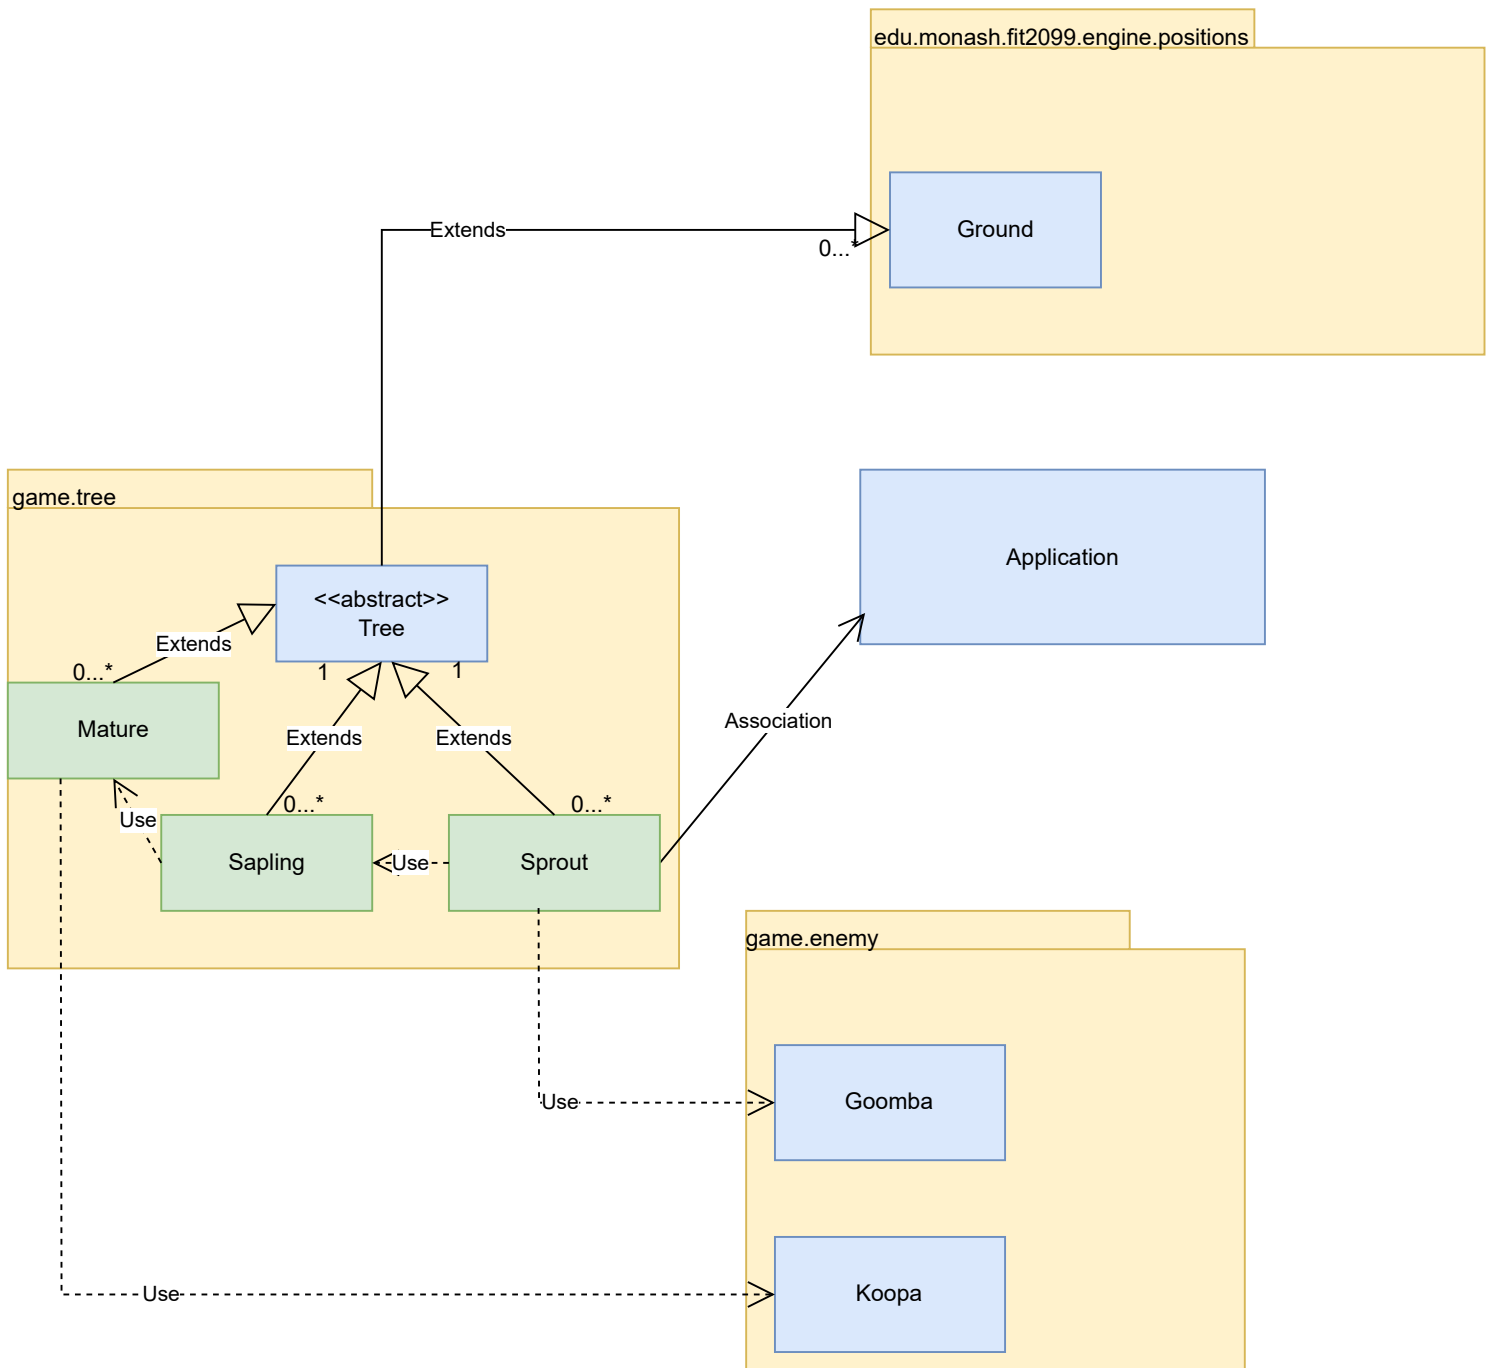 edu.monash.fit2099.engine.positions
Ground
Extends
0...*
game.tree
<<abstract>>
Tree
Application
Extends
0...*
1
1
Mature
Association
Extends
Extends
0...*
0...*
Use
Sapling
Use
Sprout
game.enemy
Goomba
Use
Koopa
Use